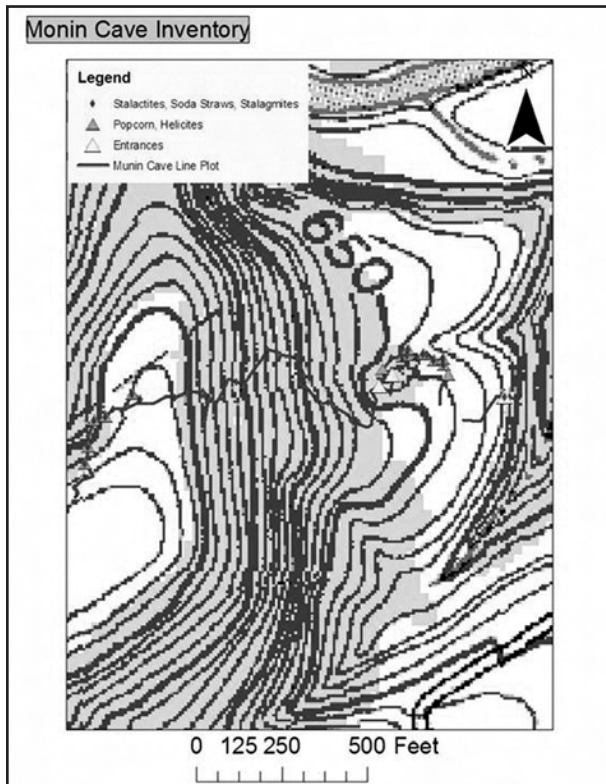 Monin Cave Inventory
Legend
Stalactites, Soda Straws, Stalagmites
Popcorn, Helicites
Entrances
Munin Cave Line Plot
N
650
0 125 250 500 Feet